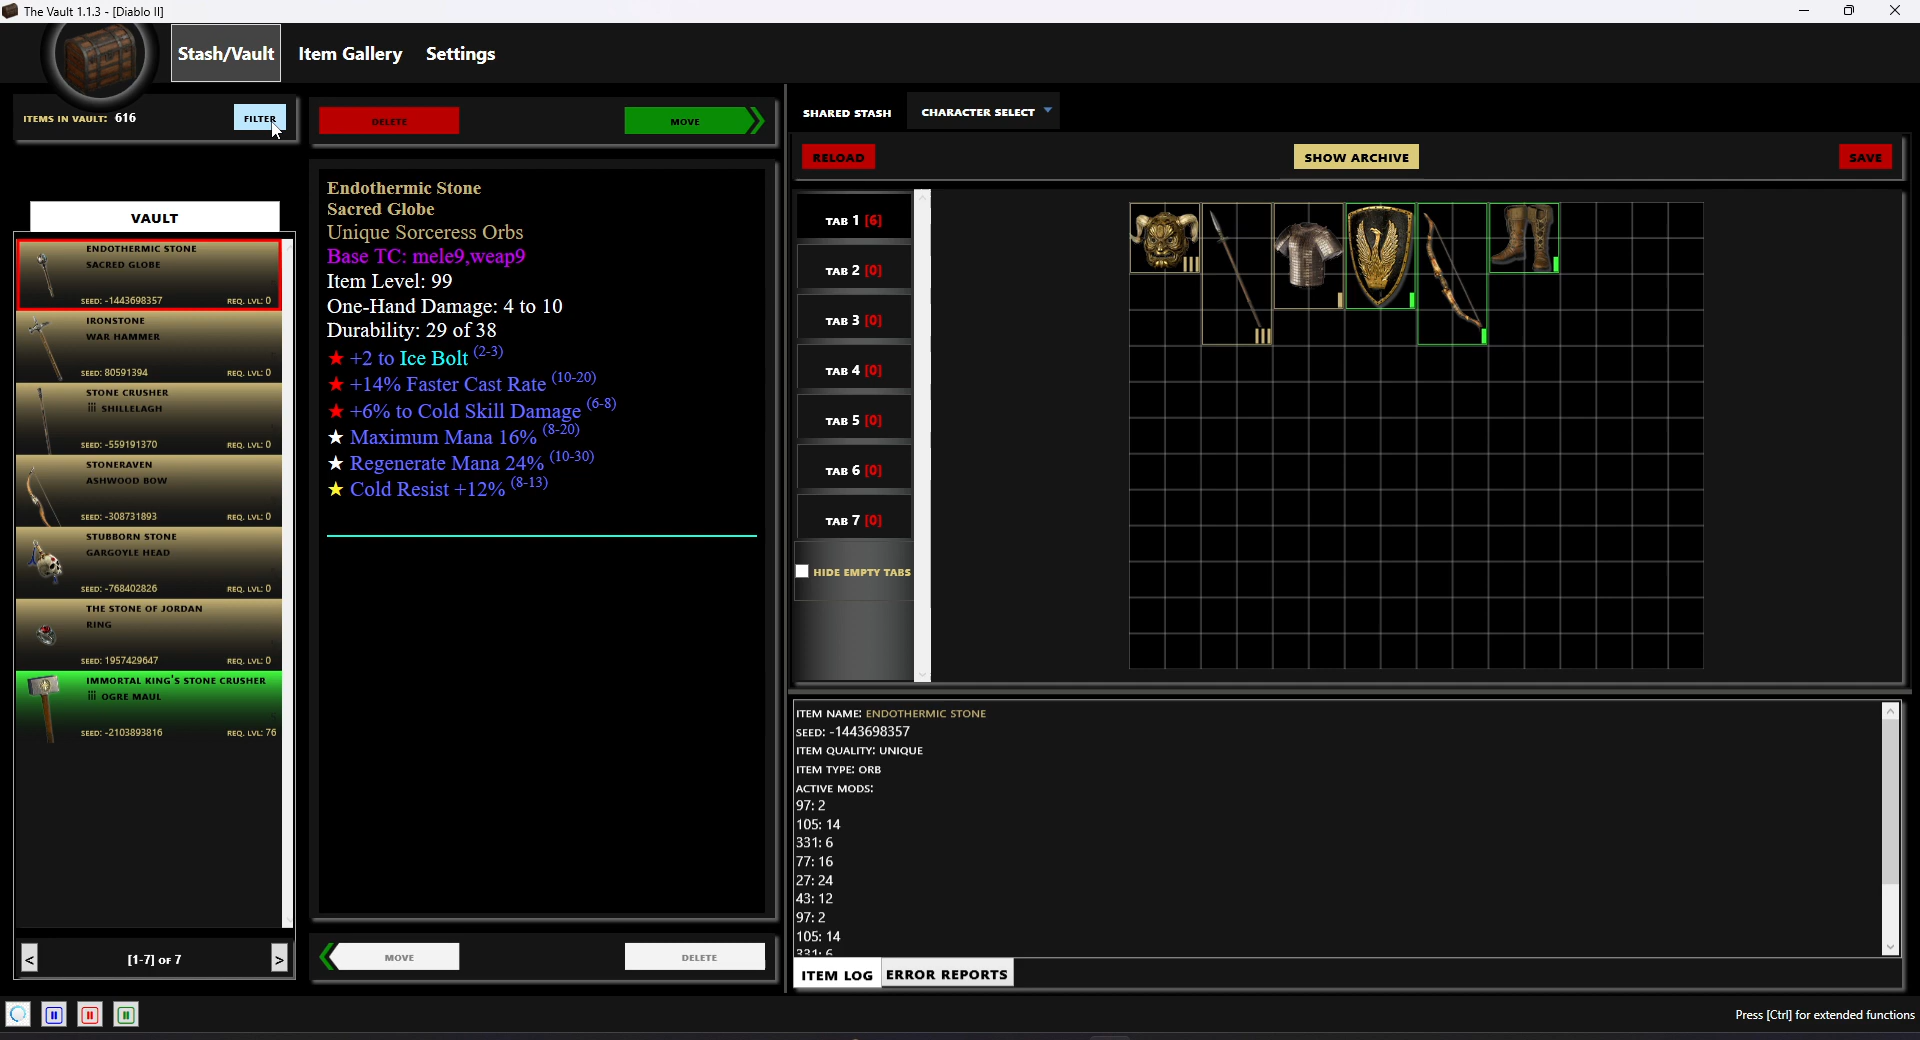 The Vault 1.1.3 - [Diablo II]
Stash/Vault
Item Gallery
Settings
ITEMS IN VAULT: 616
FILTER
DELETE
MOVE
SHARED STASH
CHARACTER SELECT
RELOAD
SHOW ARCHIVE
SAVE
VAULT
ENDOTHERMIC STONE
SACRED GLOBE
SEED: -1443698357
REQ. LVL: 0
IRONSTONE
WAR HAMMER
SEED: 80591394
REQ. LVL: 0
STONE CRUSHER
iii SHILLELAGH
SEED: -559191370
REQ. LVL: 0
STONERAVEN
ASHWOOD BOW
SEED: -308731893
REQ. LVL: 0
STUBBORN STONE
GARGOYLE HEAD
SEED: -768402826
REQ. LVL: 0
THE STONE OF JORDAN
RING
SEED: 1957429647
REQ. LVL: 0
IMMORTAL KING'S STONE CRUSHER
iii OGRE MAUL
SEED: -2103893816
REQ. LVL: 76
<
[1-7] OF 7
>
Endothermic Stone
Sacred Globe
Unique Sorceress Orbs
Base TC: mele9,weap9
Item Level: 99
One-Hand Damage: 4 to 10
Durability: 29 of 38
★ +2 to Ice Bolt (2-3)
★ +14% Faster Cast Rate (10-20)
★ +6% to Cold Skill Damage (6-8)
★ Maximum Mana 16% (8-20)
★ Regenerate Mana 24% (10-30)
★ Cold Resist +12% (8-13)
MOVE
DELETE
TAB 1 [6]
TAB 2 [0]
TAB 3 [0]
TAB 4 [0]
TAB 5 [0]
TAB 6 [0]
TAB 7 [0]
HIDE EMPTY TABS
ITEM NAME: ENDOTHERMIC STONE
SEED: -1443698357
ITEM QUALITY: UNIQUE
ITEM TYPE: ORB
ACTIVE MODS:
97: 2
105: 14
331: 6
77: 16
27: 24
43: 12
97: 2
105: 14
331: 6
ITEM LOG
ERROR REPORTS
Press [Ctrl] for extended functions